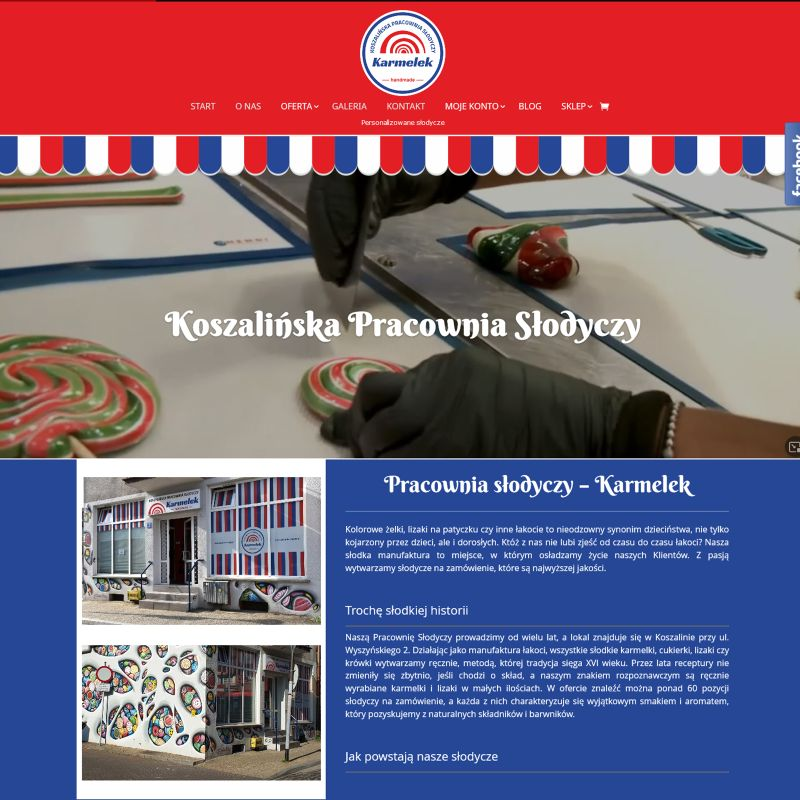 KOSZALIŃSKA PRACOWNIA SŁODYCZY
Karmelek
handmade
START O NAS OFERTA GALERIA KONTAKT MOJE KONTO BLOG SKLEP
Personalizowane słodycze
facebook
Koszalińska Pracownia Słodyczy
KOSZALIŃSKA PRACOWNIA SŁODYCZY
Karmelek
Karmelek
Pracownia słodyczy – Karmelek
Kolorowe żelki, lizaki na patyczku czy inne łakocie to nieodzowny synonim dzieciństwa, nie tylko
kojarzony przez dzieci, ale i dorosłych. Któż z nas nie lubi zjeść od czasu do czasu łakoci? Nasza
słodka manufaktura to miejsce, w którym osładzamy życie naszych Klientów. Z pasją
wytwarzamy słodycze na zamówienie, które są najwyższej jakości.
Trochę słodkiej historii
Naszą Pracownię Słodyczy prowadzimy od wielu lat, a lokal znajduje się w Koszalinie przy ul.
Wyszyńskiego 2. Działając jako manufaktura łakoci, wszystkie słodkie karmelki, cukierki, lizaki czy
krówki wytwarzamy ręcznie, metodą, której tradycja sięga XVI wieku. Przez lata receptury nie
zmieniły się zbytnio, jeśli chodzi o skład, a naszym znakiem rozpoznawczym są ręcznie
wyrabiane karmelki i lizaki w małych ilościach. W ofercie znaleźć można ponad 60 pozycji
słodyczy na zamówienie, a każda z nich charakteryzuje się wyjątkowym smakiem i aromatem,
który pozyskujemy z naturalnych składników i barwników.
Jak powstają nasze słodycze